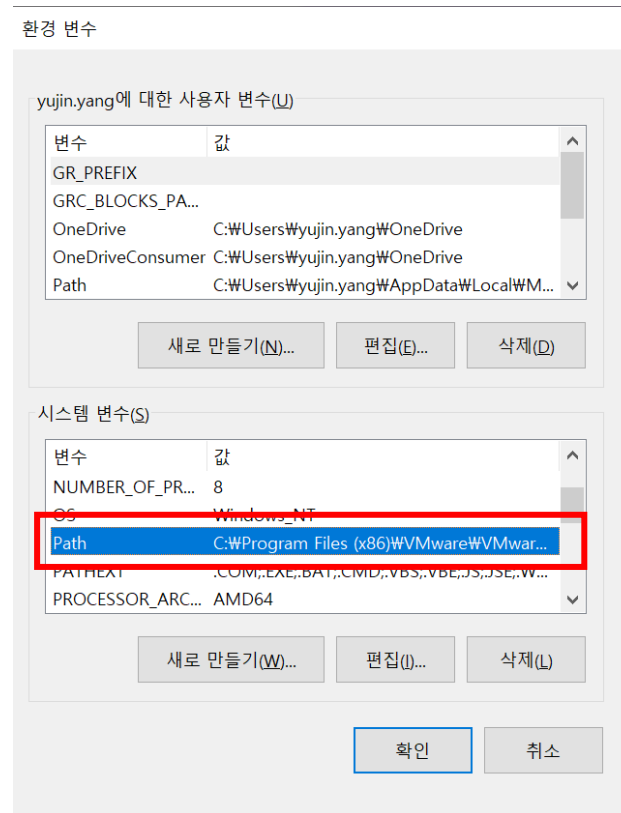 환경 변수
yujin.yang에 대한 사용자 변수(U)
변수 값
GR_PREFIX
GRC_BLOCKS_PA...
OneDrive C:₩Users₩yujin.yang₩OneDrive
OneDriveConsumer C:₩Users₩yujin.yang₩OneDrive
Path C:₩Users₩yujin.yang₩AppData₩Local₩M...
새로 만들기(N)... 편집(E)... 삭제(D)
시스템 변수(S)
변수 값
NUMBER_OF_PR... 8
OS Windows_NT
Path C:₩Program Files (x86)₩VMware₩VMwar...
PATHEXT .COM;.EXE;.BAT;.CMD;.VBS;.VBE;.JS;.JSE;.W...
PROCESSOR_ARC... AMD64
새로 만들기(W)... 편집(I)... 삭제(L)
확인 취소